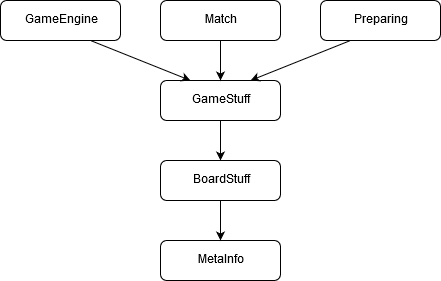 GameEngine
Match
Preparing
GameStuff
BoardStuff
MetaInfo